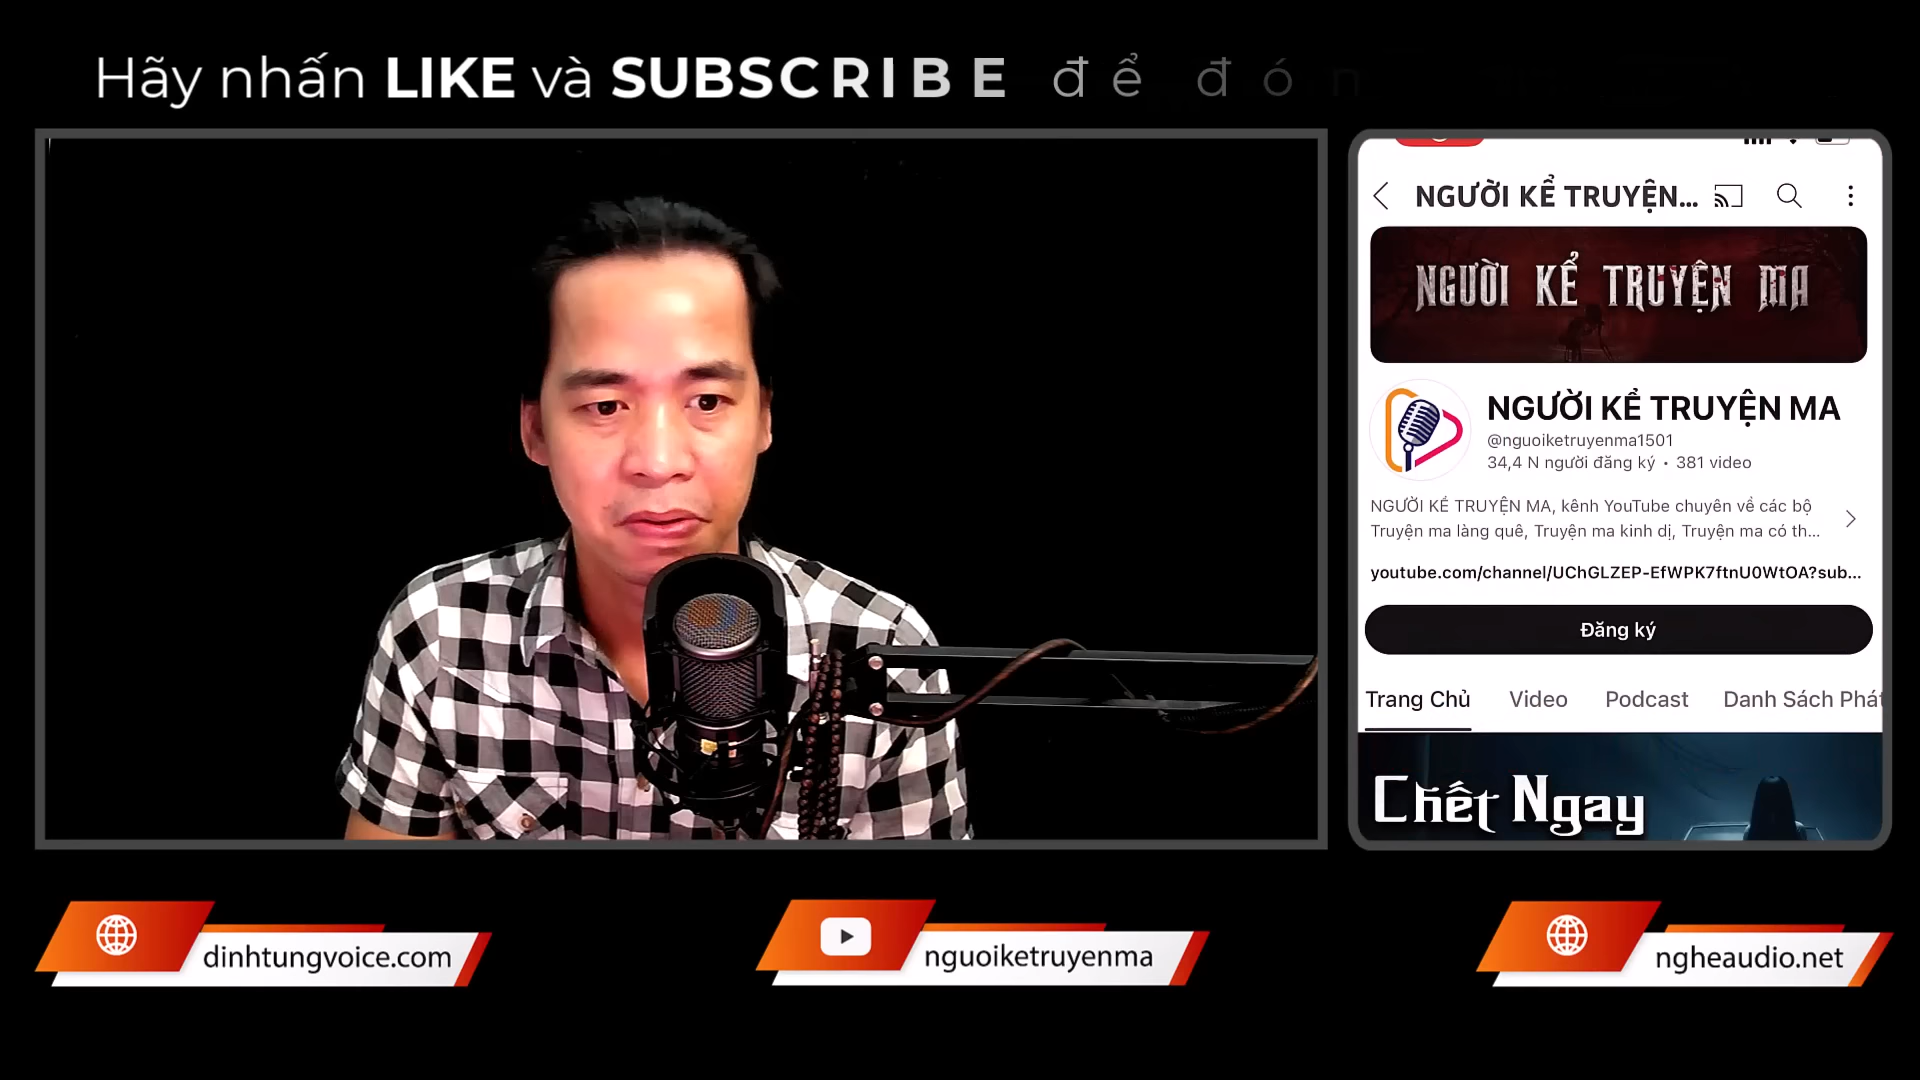 Hãy nhấn LIKE và SUBSCRIBE để đón
NGƯỜI KỂ TRUYỆN...
NGƯỜI KỂ TRUYỆN MA
NGƯỜI KỂ TRUYỆN MA
@nguoiketruyenma1501
34,4 N người đăng ký • 381 video
NGƯỜI KỂ TRUYỆN MA, kênh YouTube chuyên về các bộ
Truyện ma làng quê, Truyện ma kinh dị, Truyện ma có th...
youtube.com/channel/UChGLZEP-EfWPK7ftnU0WtOA?sub...
Đăng ký
Trang Chủ Video Podcast Danh Sách Phát
Chết Ngay
dinhtungvoice.com
nguoiketruyenma
ngheaudio.net